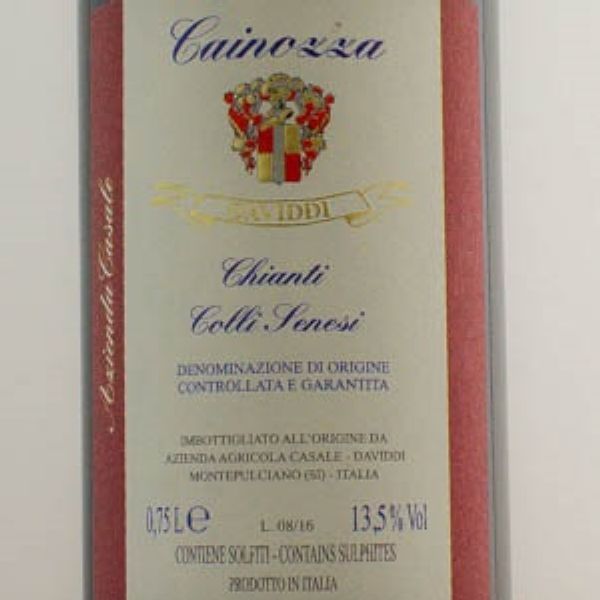 Cainozza
DAVIDDI
Chianti
Colli Senesi
DENOMINAZIONE DI ORIGINE
CONTROLLATA E GARANTITA
IMBOTTIGLIATO ALL'ORIGINE DA
AZIENDA AGRICOLA CASALE - DAVIDDI
MONTEPULCIANO (SI) - ITALIA
0,75 L e L. 08/16 13,5% Vol
CONTIENE SOLFITI - CONTAINS SULPHITES
PRODOTTO IN ITALIA
Azienda Casale